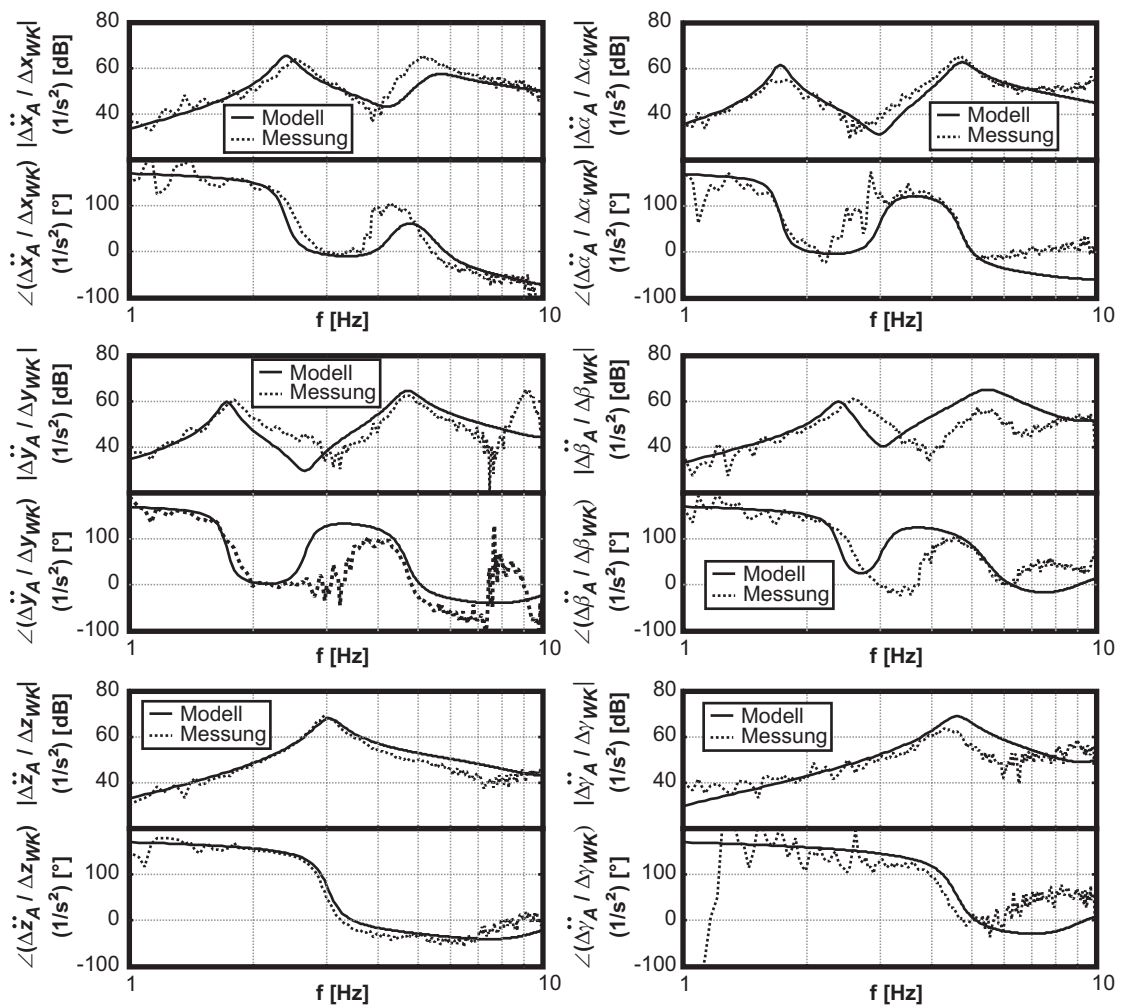 |Δẍ_A / Δx_WK|
(1/s²) [dB]
80
60
40
Modell
Messung
∠(Δẍ_A / Δx_WK)
(1/s²) [°]
100
0
-100
1
10
f [Hz]
|Δα̈_A / Δα_WK|
(1/s²) [dB]
80
60
40
Modell
Messung
∠(Δα̈_A / Δα_WK)
(1/s²) [°]
100
0
-100
1
10
f [Hz]
|Δÿ_A / Δy_WK|
(1/s²) [dB]
80
60
40
Modell
Messung
∠(Δÿ_A / Δy_WK)
(1/s²) [°]
100
0
-100
1
10
f [Hz]
|Δβ̈_A / Δβ_WK|
(1/s²) [dB]
80
60
40
∠(Δβ̈_A / Δβ_WK)
(1/s²) [°]
100
0
-100
Modell
Messung
1
10
f [Hz]
|Δz̈_A / Δz_WK|
(1/s²) [dB]
80
60
40
Modell
Messung
∠(Δz̈_A / Δz_WK)
(1/s²) [°]
100
0
-100
1
10
f [Hz]
|Δγ̈_A / Δγ_WK|
(1/s²) [dB]
80
60
40
Modell
Messung
∠(Δγ̈_A / Δγ_WK)
(1/s²) [°]
100
0
-100
1
10
f [Hz]